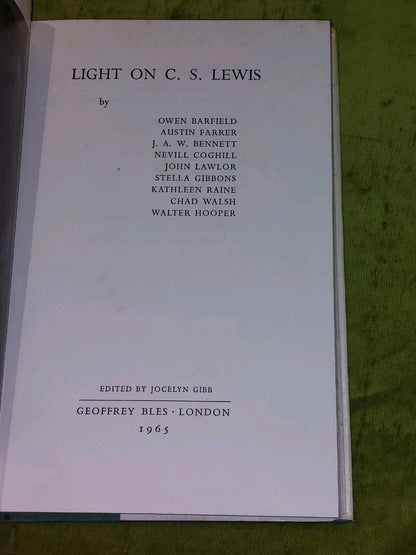 LIGHT ON C. S. LEWIS
by
OWEN BARFIELD
AUSTIN FARRER
J. A. W. BENNETT
NEVILL COGHILL
JOHN LAWLOR
STELLA GIBBONS
KATHLEEN RAINE
CHAD WALSH
WALTER HOOPER
EDITED BY JOCELYN GIBB
GEOFFREY BLES · LONDON
1965